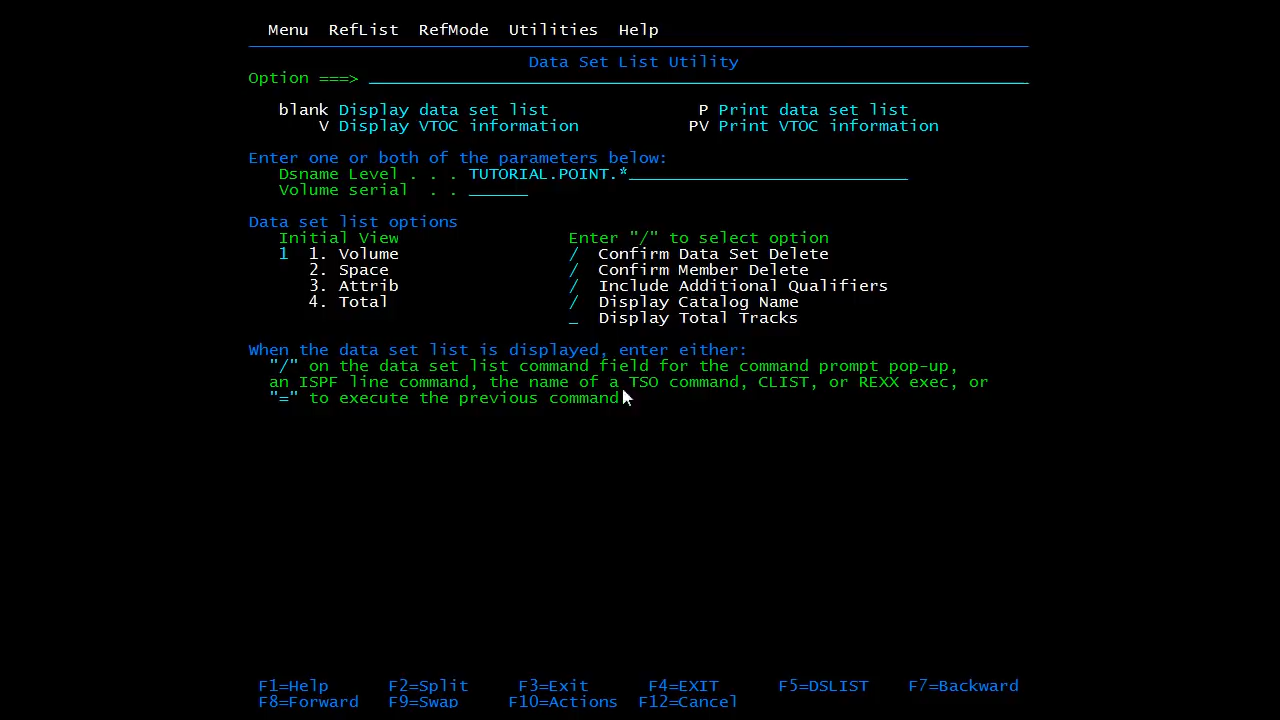 Menu  RefList  RefMode  Utilities  Help
Data Set List Utility
Option ===>
blank Display data set list               P Print data set list
V Display VTOC information           PV Print VTOC information
Enter one or both of the parameters below:
Dsname Level . . . TUTORIAL.POINT.*
Volume serial  . .
Data set list options
Initial View                 Enter "/" to select option
1  1. Volume                 /  Confirm Data Set Delete
2. Space                  /  Confirm Member Delete
3. Attrib                 /  Include Additional Qualifiers
4. Total                  /  Display Catalog Name
_  Display Total Tracks
When the data set list is displayed, enter either:
"/" on the data set list command field for the command prompt pop-up,
an ISPF line command, the name of a TSO command, CLIST, or REXX exec, or
"=" to execute the previous command
F1=Help      F2=Split     F3=Exit      F4=EXIT      F5=DSLIST    F7=Backward
F8=Forward   F9=Swap     F10=Actions  F12=Cancel